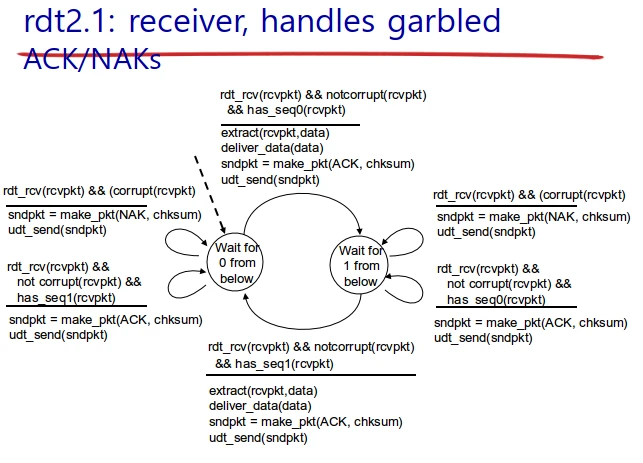 rdt2.1: receiver, handles garbled
ACK/NAKs
rdt_rcv(rcvpkt) && notcorrupt(rcvpkt)
&& has_seq0(rcvpkt)
extract(rcvpkt,data)
deliver_data(data)
sndpkt = make_pkt(ACK, chksum)
udt_send(sndpkt)
rdt_rcv(rcvpkt) && (corrupt(rcvpkt)
sndpkt = make_pkt(NAK, chksum)
udt_send(sndpkt)
rdt_rcv(rcvpkt) &&
not corrupt(rcvpkt) &&
has_seq1(rcvpkt)
sndpkt = make_pkt(ACK, chksum)
udt_send(sndpkt)
Wait for
0 from
below
Wait for
1 from
below
rdt_rcv(rcvpkt) && (corrupt(rcvpkt)
sndpkt = make_pkt(NAK, chksum)
udt_send(sndpkt)
rdt_rcv(rcvpkt) &&
not corrupt(rcvpkt) &&
has_seq0(rcvpkt)
sndpkt = make_pkt(ACK, chksum)
udt_send(sndpkt)
rdt_rcv(rcvpkt) && notcorrupt(rcvpkt)
&& has_seq1(rcvpkt)
extract(rcvpkt,data)
deliver_data(data)
sndpkt = make_pkt(ACK, chksum)
udt_send(sndpkt)